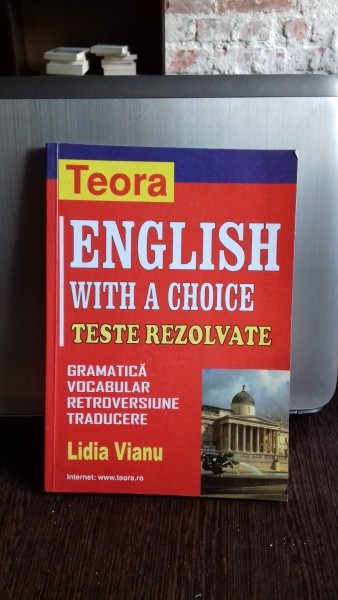 Teora
ENGLISH
WITH A CHOICE
TESTE REZOLVATE
GRAMATICĂ
VOCABULAR
RETROVERSIUNE
TRADUCERE
Lidia Vianu
Internet: www.teora.ro